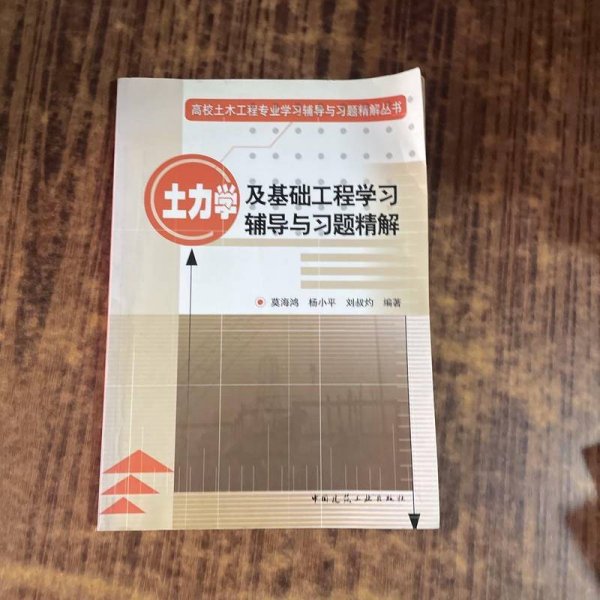 高校土木工程专业学习辅导与习题精解丛书
土力学及基础工程学习
辅导与习题精解
莫海鸿 杨小平 刘叔灼 编著
中国建筑工业出版社